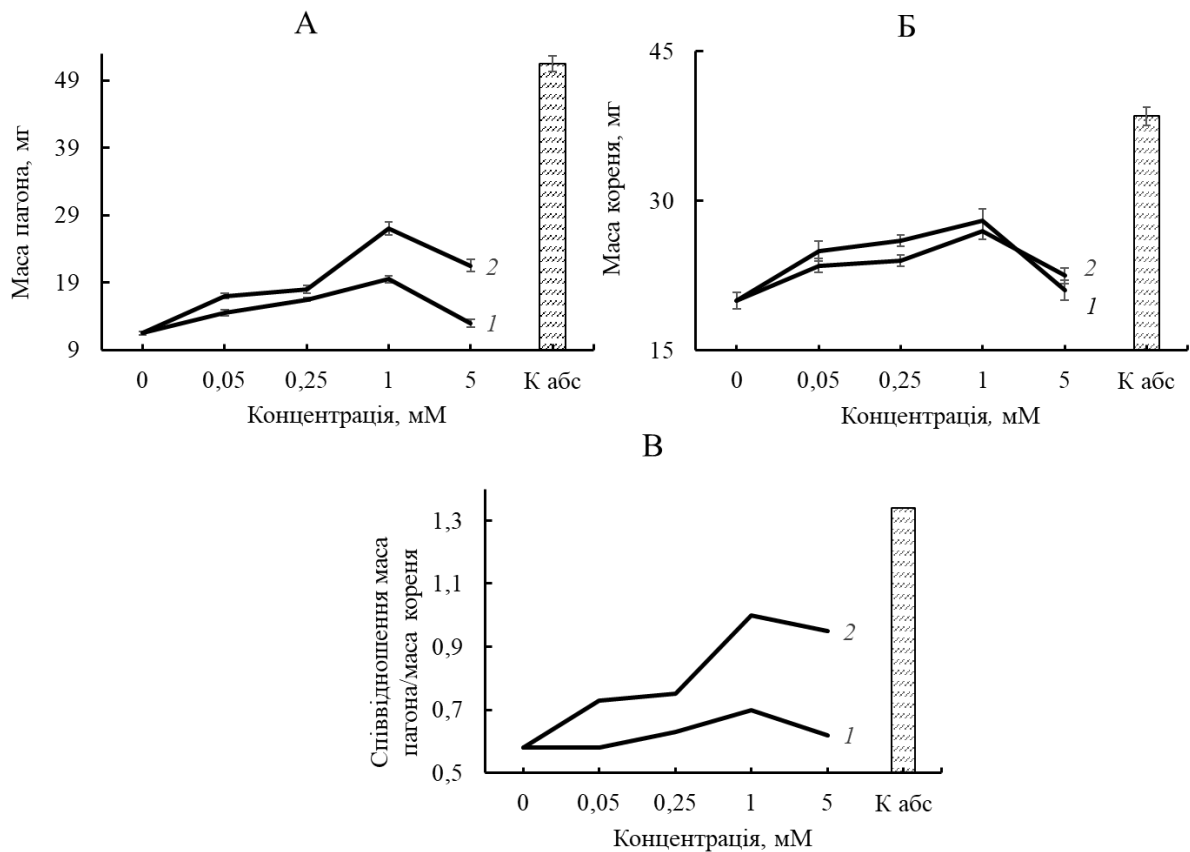 А
Маса пагона, мг
49
39
29
19
9
2
1
0 0,05 0,25 1 5 К абс
Концентрація, мМ
Б
Маса кореня, мг
45
30
15
2
1
0 0,05 0,25 1 5 К абс
Концентрація, мМ
В
Співвідношення маса
пагона/маса кореня
1,3
1,1
0,9
0,7
0,5
2
1
0 0,05 0,25 1 5 К абс
Концентрація, мМ